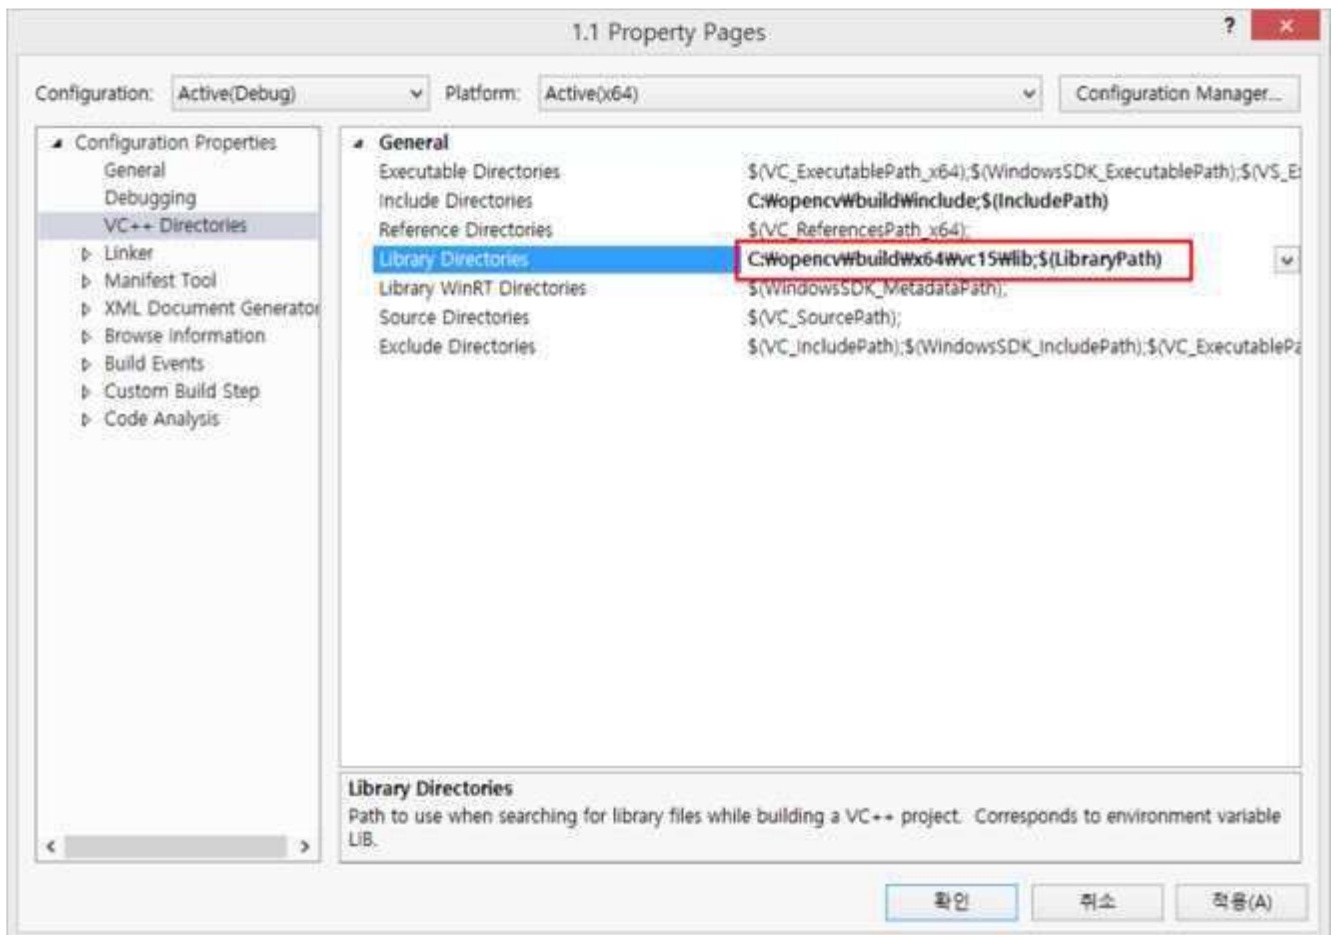 1.1 Property Pages
?
Configuration: Active(Debug) Platform: Active(x64) Configuration Manager...
Configuration Properties
General
Debugging
VC++ Directories
Linker
Manifest Tool
XML Document Generator
Browse Information
Build Events
Custom Build Step
Code Analysis
General
Executable Directories $(VC_ExecutablePath_x64);$(WindowsSDK_ExecutablePath);$(VS_E
Include Directories C:₩opencv₩build₩include;$(IncludePath)
Reference Directories $(VC_ReferencesPath_x64);
Library Directories C:₩opencv₩build₩x64₩vc15₩lib;$(LibraryPath)
Library WinRT Directories $(WindowsSDK_MetadataPath);
Source Directories $(VC_SourcePath);
Exclude Directories $(VC_IncludePath);$(WindowsSDK_IncludePath);$(VC_ExecutablePa
Library Directories
Path to use when searching for library files while building a VC++ project. Corresponds to environment variable
LIB.
확인 취소 적용(A)